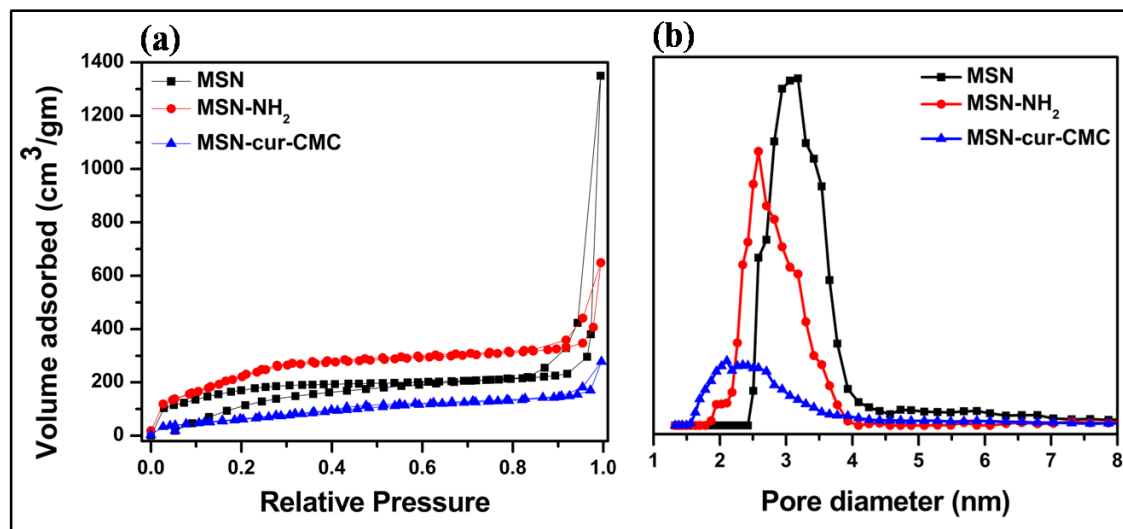 (a)
MSN
MSN-NH₂
MSN-cur-CMC
Volume adsorbed (cm³/gm)
1400
1200
1000
800
600
400
200
0
0.0 0.2 0.4 0.6 0.8 1.0
Relative Pressure
(b)
MSN
MSN-NH₂
MSN-cur-CMC
1 2 3 4 5 6 7 8
Pore diameter (nm)